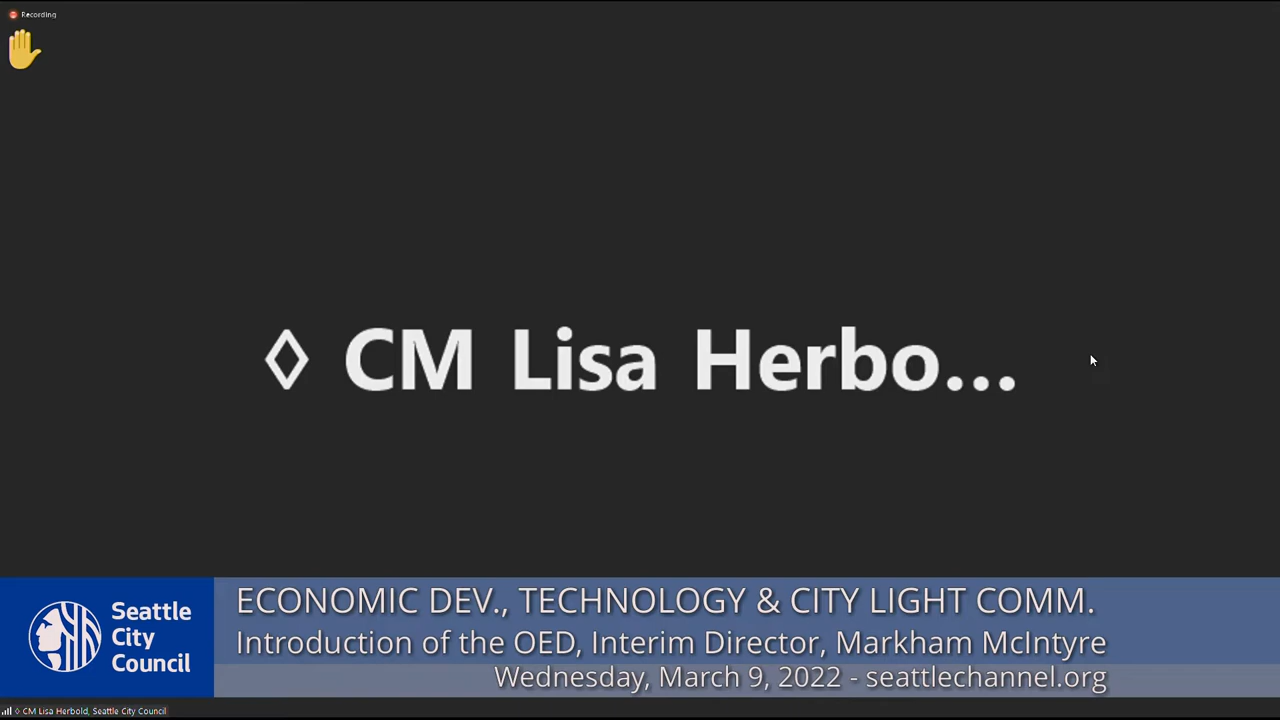 Recording
◊ CM Lisa Herbo...
ECONOMIC DEV., TECHNOLOGY & CITY LIGHT COMM.
Introduction of the OED, Interim Director, Markham McIntyre
Wednesday, March 9, 2022 - seattlechannel.org
Seattle
City
Council
◊ CM Lisa Herbold, Seattle City Council